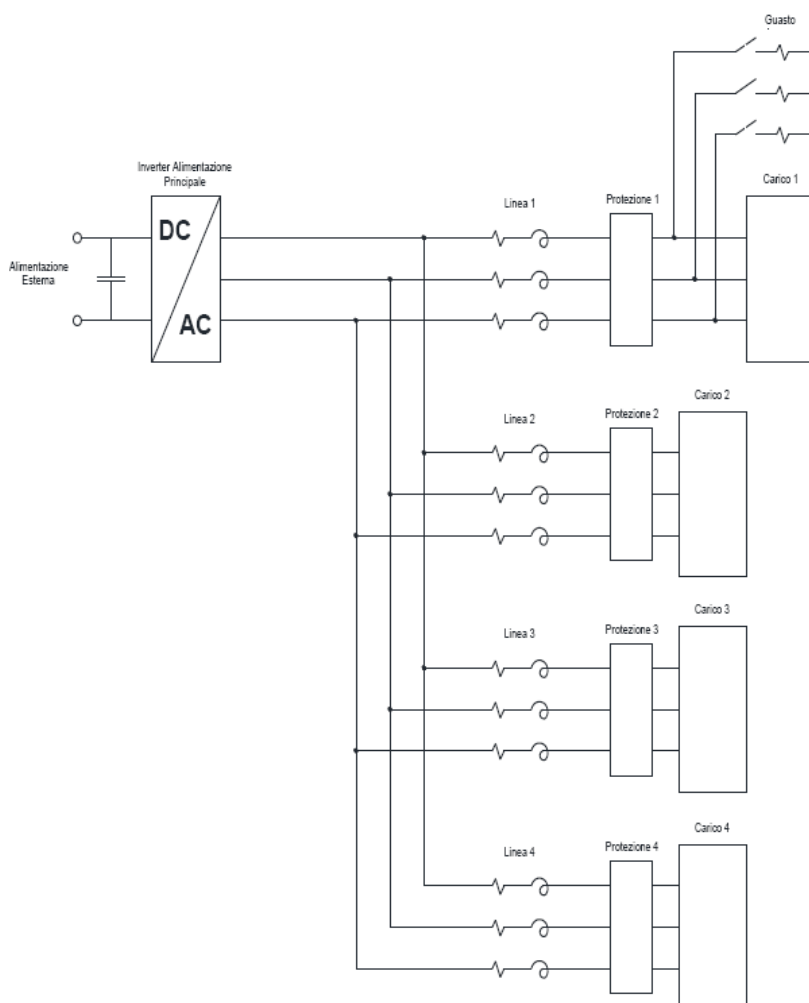 Guasto
Inverter Alimentazione
Principale
Linea 1
Protezione 1
Carico 1
DC
Alimentazione
Esterna
AC
Linea 2
Protezione 2
Carico 2
Linea 3
Protezione 3
Carico 3
Linea 4
Protezione 4
Carico 4